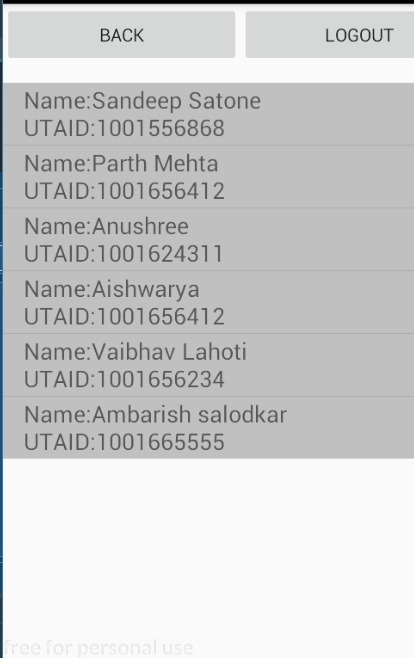 BACK LOGOUT
Name:Sandeep Satone
UTAID:1001556868
Name:Parth Mehta
UTAID:1001656412
Name:Anushree
UTAID:1001624311
Name:Aishwarya
UTAID:1001656412
Name:Vaibhav Lahoti
UTAID:1001656234
Name:Ambarish salodkar
UTAID:1001665555
free for personal use